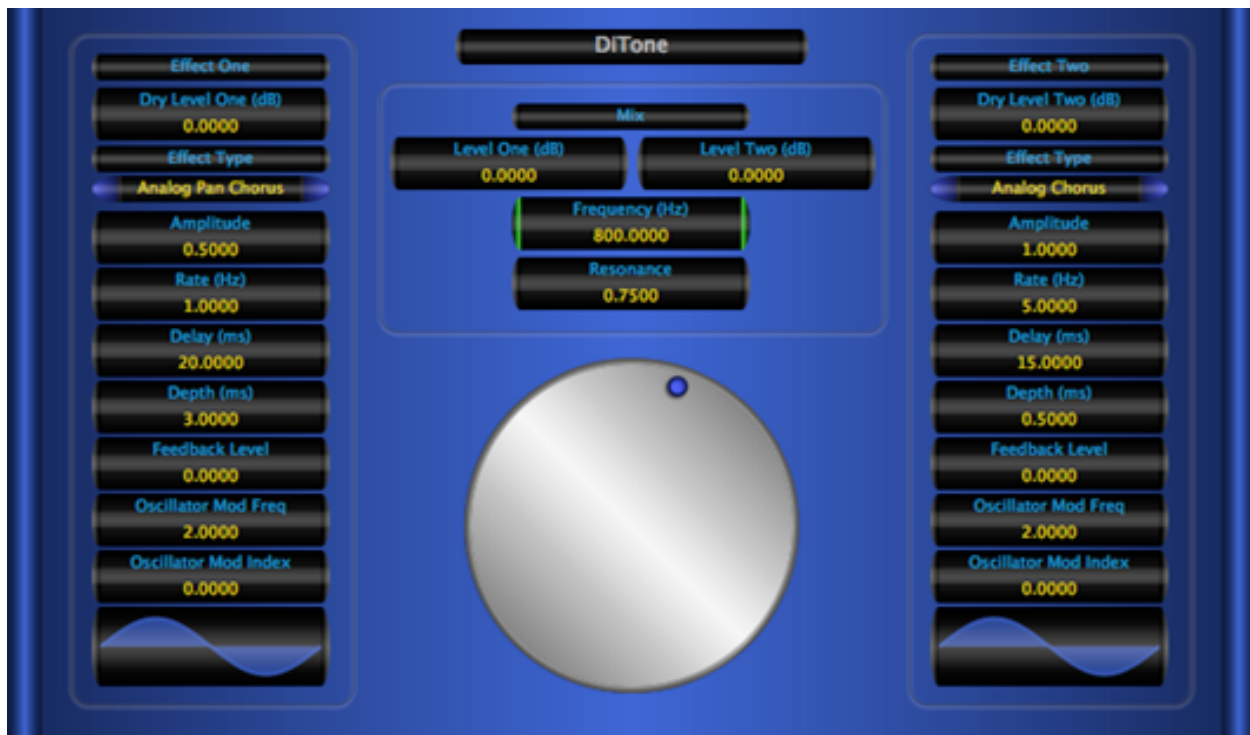 DiTone
Effect One
Dry Level One (dB)
0.0000
Effect Type
Analog Pan Chorus
Amplitude
0.5000
Rate (Hz)
1.0000
Delay (ms)
20.0000
Depth (ms)
3.0000
Feedback Level
0.0000
Oscillator Mod Freq
2.0000
Oscillator Mod Index
0.0000
Mix
Level One (dB)
0.0000
Level Two (dB)
0.0000
Frequency (Hz)
800.0000
Resonance
0.7500
Effect Two
Dry Level Two (dB)
0.0000
Effect Type
Analog Chorus
Amplitude
1.0000
Rate (Hz)
5.0000
Delay (ms)
15.0000
Depth (ms)
0.5000
Feedback Level
0.0000
Oscillator Mod Freq
2.0000
Oscillator Mod Index
0.0000